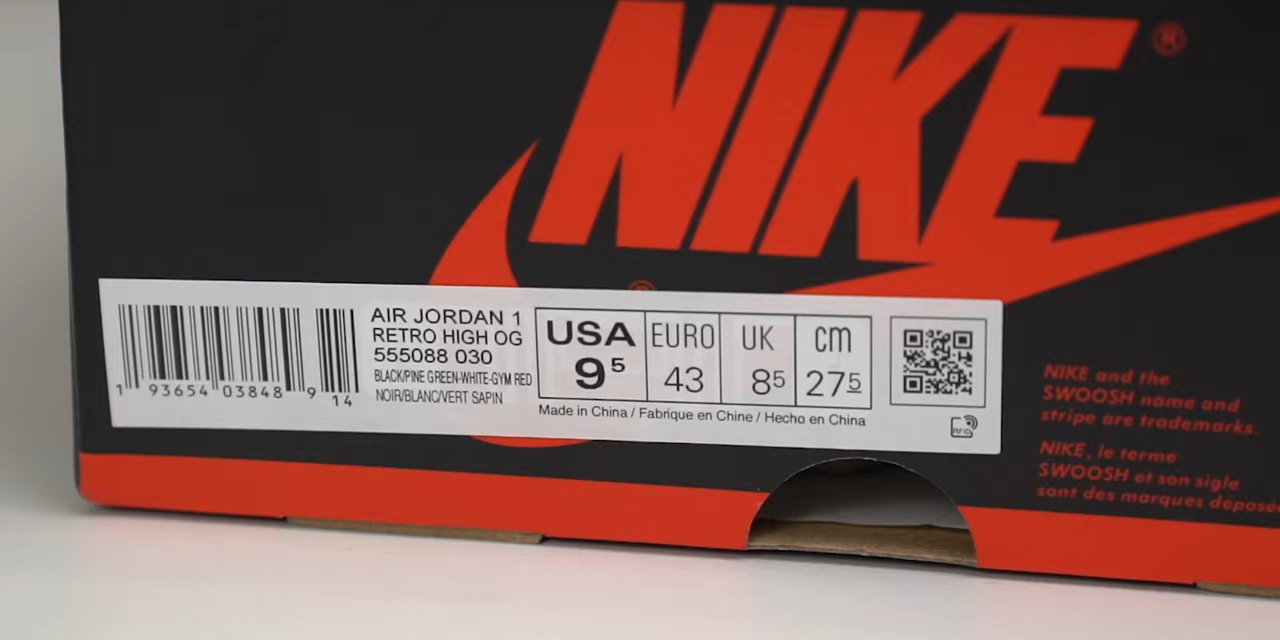 NIKE®
AIR JORDAN 1
RETRO HIGH OG
555088 030
BLACK/PINE GREEN-WHITE-GYM RED
NOIR/BLANC/VERT SAPIN
1 93654 03848 9 14
USA EURO UK cm
9⁵ 43 8⁵ 27⁵
Made in China / Fabrique en Chine / Hecho en China
RFID
NIKE and the
SWOOSH name and
stripe are trademarks.
NIKE, le terme
SWOOSH et son sigle
sont des marques déposé